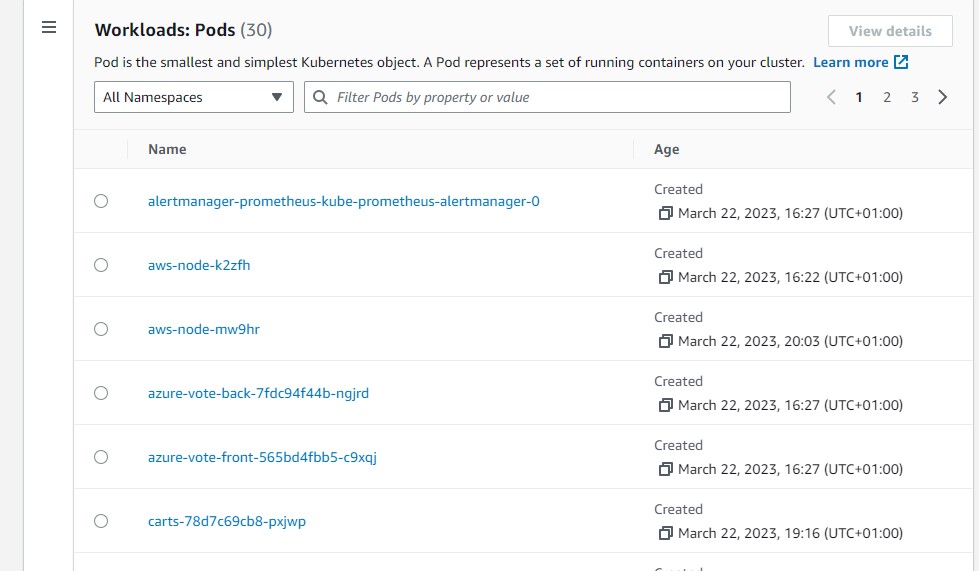 Workloads: Pods (30)
View details
Pod is the smallest and simplest Kubernetes object. A Pod represents a set of running containers on your cluster. Learn more
All Namespaces
Filter Pods by property or value
1 2 3
Name Age
alertmanager-prometheus-kube-prometheus-alertmanager-0
Created
March 22, 2023, 16:27 (UTC+01:00)
aws-node-k2zfh
Created
March 22, 2023, 16:22 (UTC+01:00)
aws-node-mw9hr
Created
March 22, 2023, 20:03 (UTC+01:00)
azure-vote-back-7fdc94f44b-ngjrd
Created
March 22, 2023, 16:27 (UTC+01:00)
azure-vote-front-565bd4fbb5-c9xqj
Created
March 22, 2023, 16:27 (UTC+01:00)
carts-78d7c69cb8-pxjwp
Created
March 22, 2023, 19:16 (UTC+01:00)